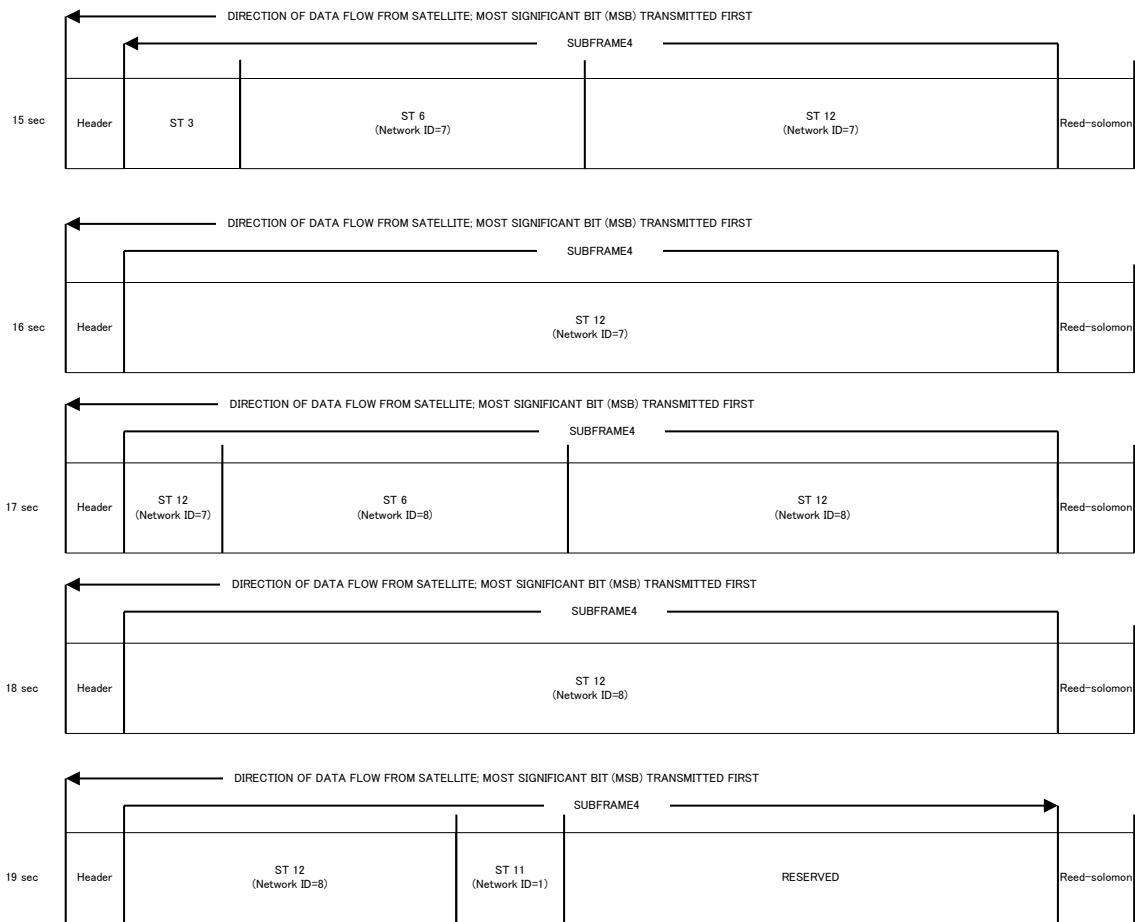 DIRECTION OF DATA FLOW FROM SATELLITE; MOST SIGNIFICANT BIT (MSB) TRANSMITTED FIRST
SUBFRAME4
15 sec
Header
ST 3
ST 6
(Network ID=7)
ST 12
(Network ID=7)
Reed-solomon
DIRECTION OF DATA FLOW FROM SATELLITE; MOST SIGNIFICANT BIT (MSB) TRANSMITTED FIRST
SUBFRAME4
16 sec
Header
ST 12
(Network ID=7)
Reed-solomon
DIRECTION OF DATA FLOW FROM SATELLITE; MOST SIGNIFICANT BIT (MSB) TRANSMITTED FIRST
SUBFRAME4
17 sec
Header
ST 12
(Network ID=7)
ST 6
(Network ID=8)
ST 12
(Network ID=8)
Reed-solomon
DIRECTION OF DATA FLOW FROM SATELLITE; MOST SIGNIFICANT BIT (MSB) TRANSMITTED FIRST
SUBFRAME4
18 sec
Header
ST 12
(Network ID=8)
Reed-solomon
DIRECTION OF DATA FLOW FROM SATELLITE; MOST SIGNIFICANT BIT (MSB) TRANSMITTED FIRST
SUBFRAME4
19 sec
Header
ST 12
(Network ID=8)
ST 11
(Network ID=1)
RESERVED
Reed-solomon